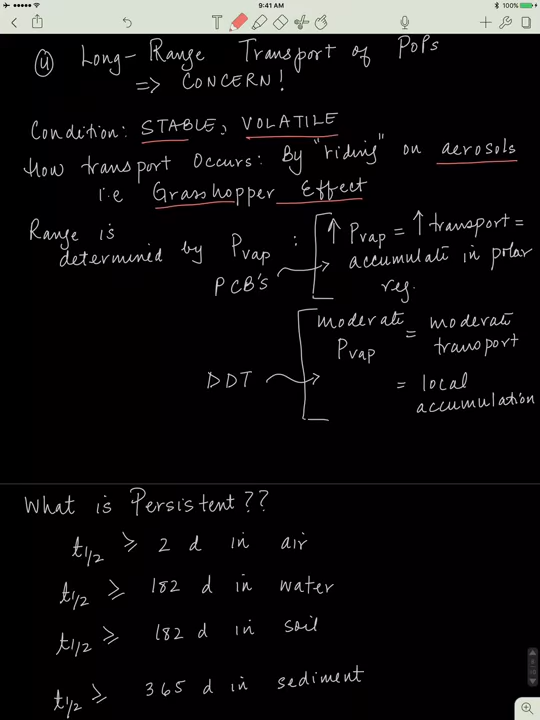 9:41 AM
100%
④ Long-Range Transport of POPs
=> CONCERN!
Condition: STABLE, VOLATILE
How transport Occurs: By "riding" on aerosols
i.e Grasshopper Effect
Range is
determined by Pvap :
↑ Pvap = ↑ transport =
accumulati in polar
reg.
PCB's
moderate Pvap = moderate transport
= local accumulation
DDT
What is Persistent??
t1/2 ≥ 2 d in air
t1/2 ≥ 182 d in water
t1/2 ≥ 182 d in soil
t1/2 ≥ 365 d in sediment